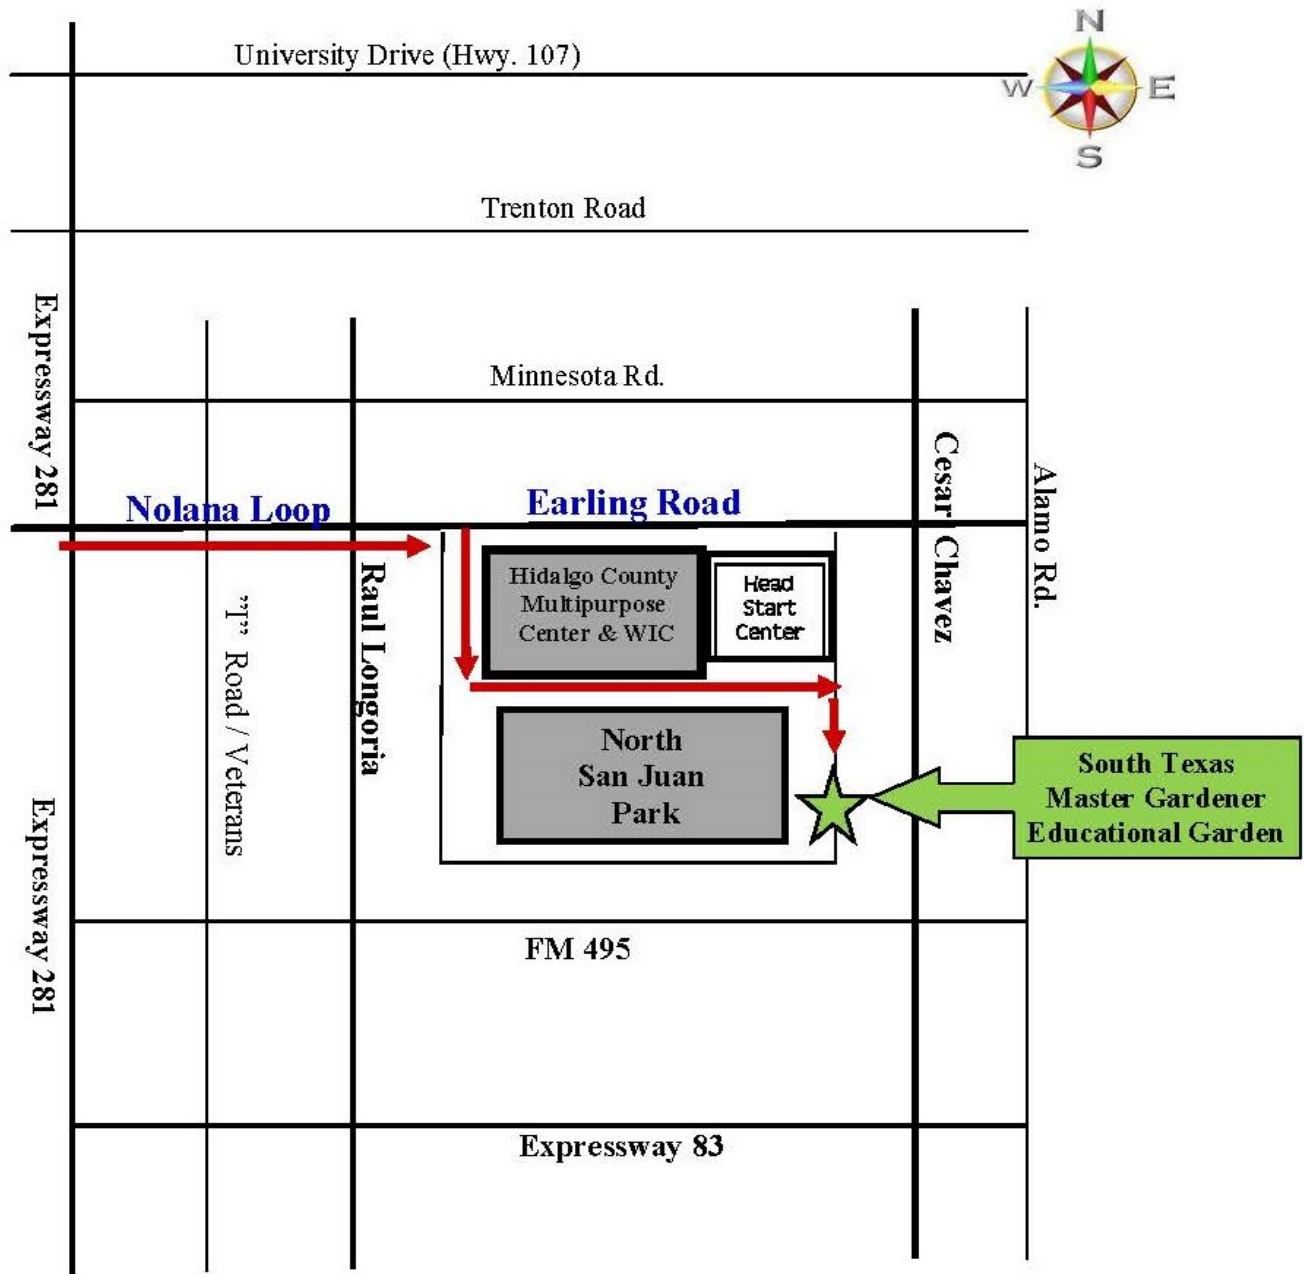 N
University Drive (Hwy. 107)
W
E
S
Trenton Road
Expressway 281
Minnesota Rd.
Cesar Chavez
Alamo Rd.
Nolana Loop
Earling Road
"I" Road / Veterans
Raul Longoria
Hidalgo County
Multipurpose
Center & WIC
Head
Start
Center
North
San Juan
Park
South Texas
Master Gardener
Educational Garden
Expressway 281
FM 495
Expressway 83